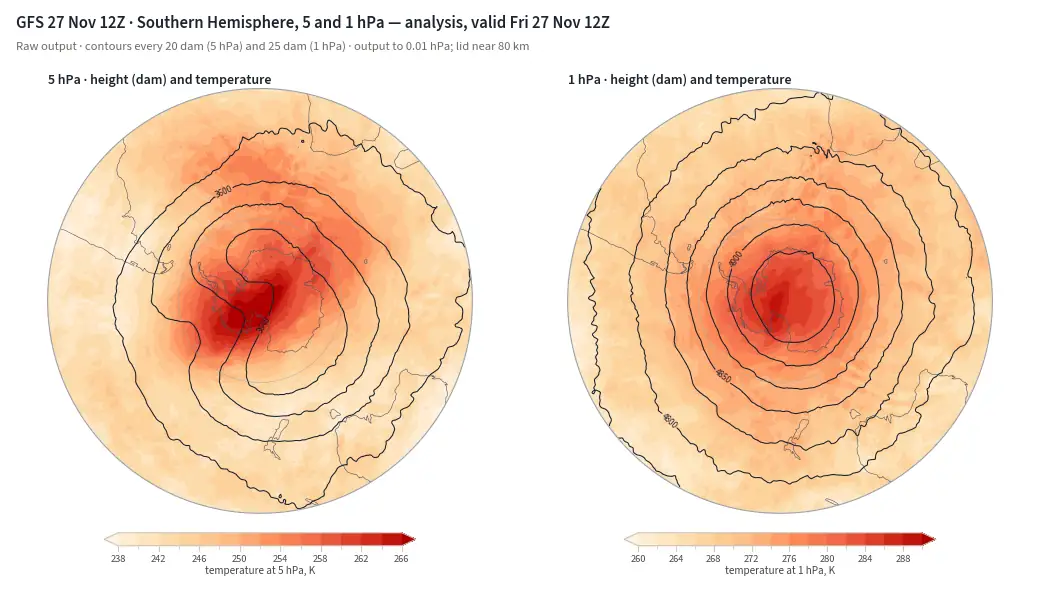 GFS 27 Nov 12Z · Southern Hemisphere, 5 and 1 hPa — analysis, valid Fri 27 Nov 12Z
Raw output · contours every 20 dam (5 hPa) and 25 dam (1 hPa) · output to 0.01 hPa; lid near 80 km
5 hPa · height (dam) and temperature
1 hPa · height (dam) and temperature
3600
4900
4850
4800
238 242 246 250 254 258 262 266
temperature at 5 hPa, K
260 264 268 272 276 280 284 288
temperature at 1 hPa, K